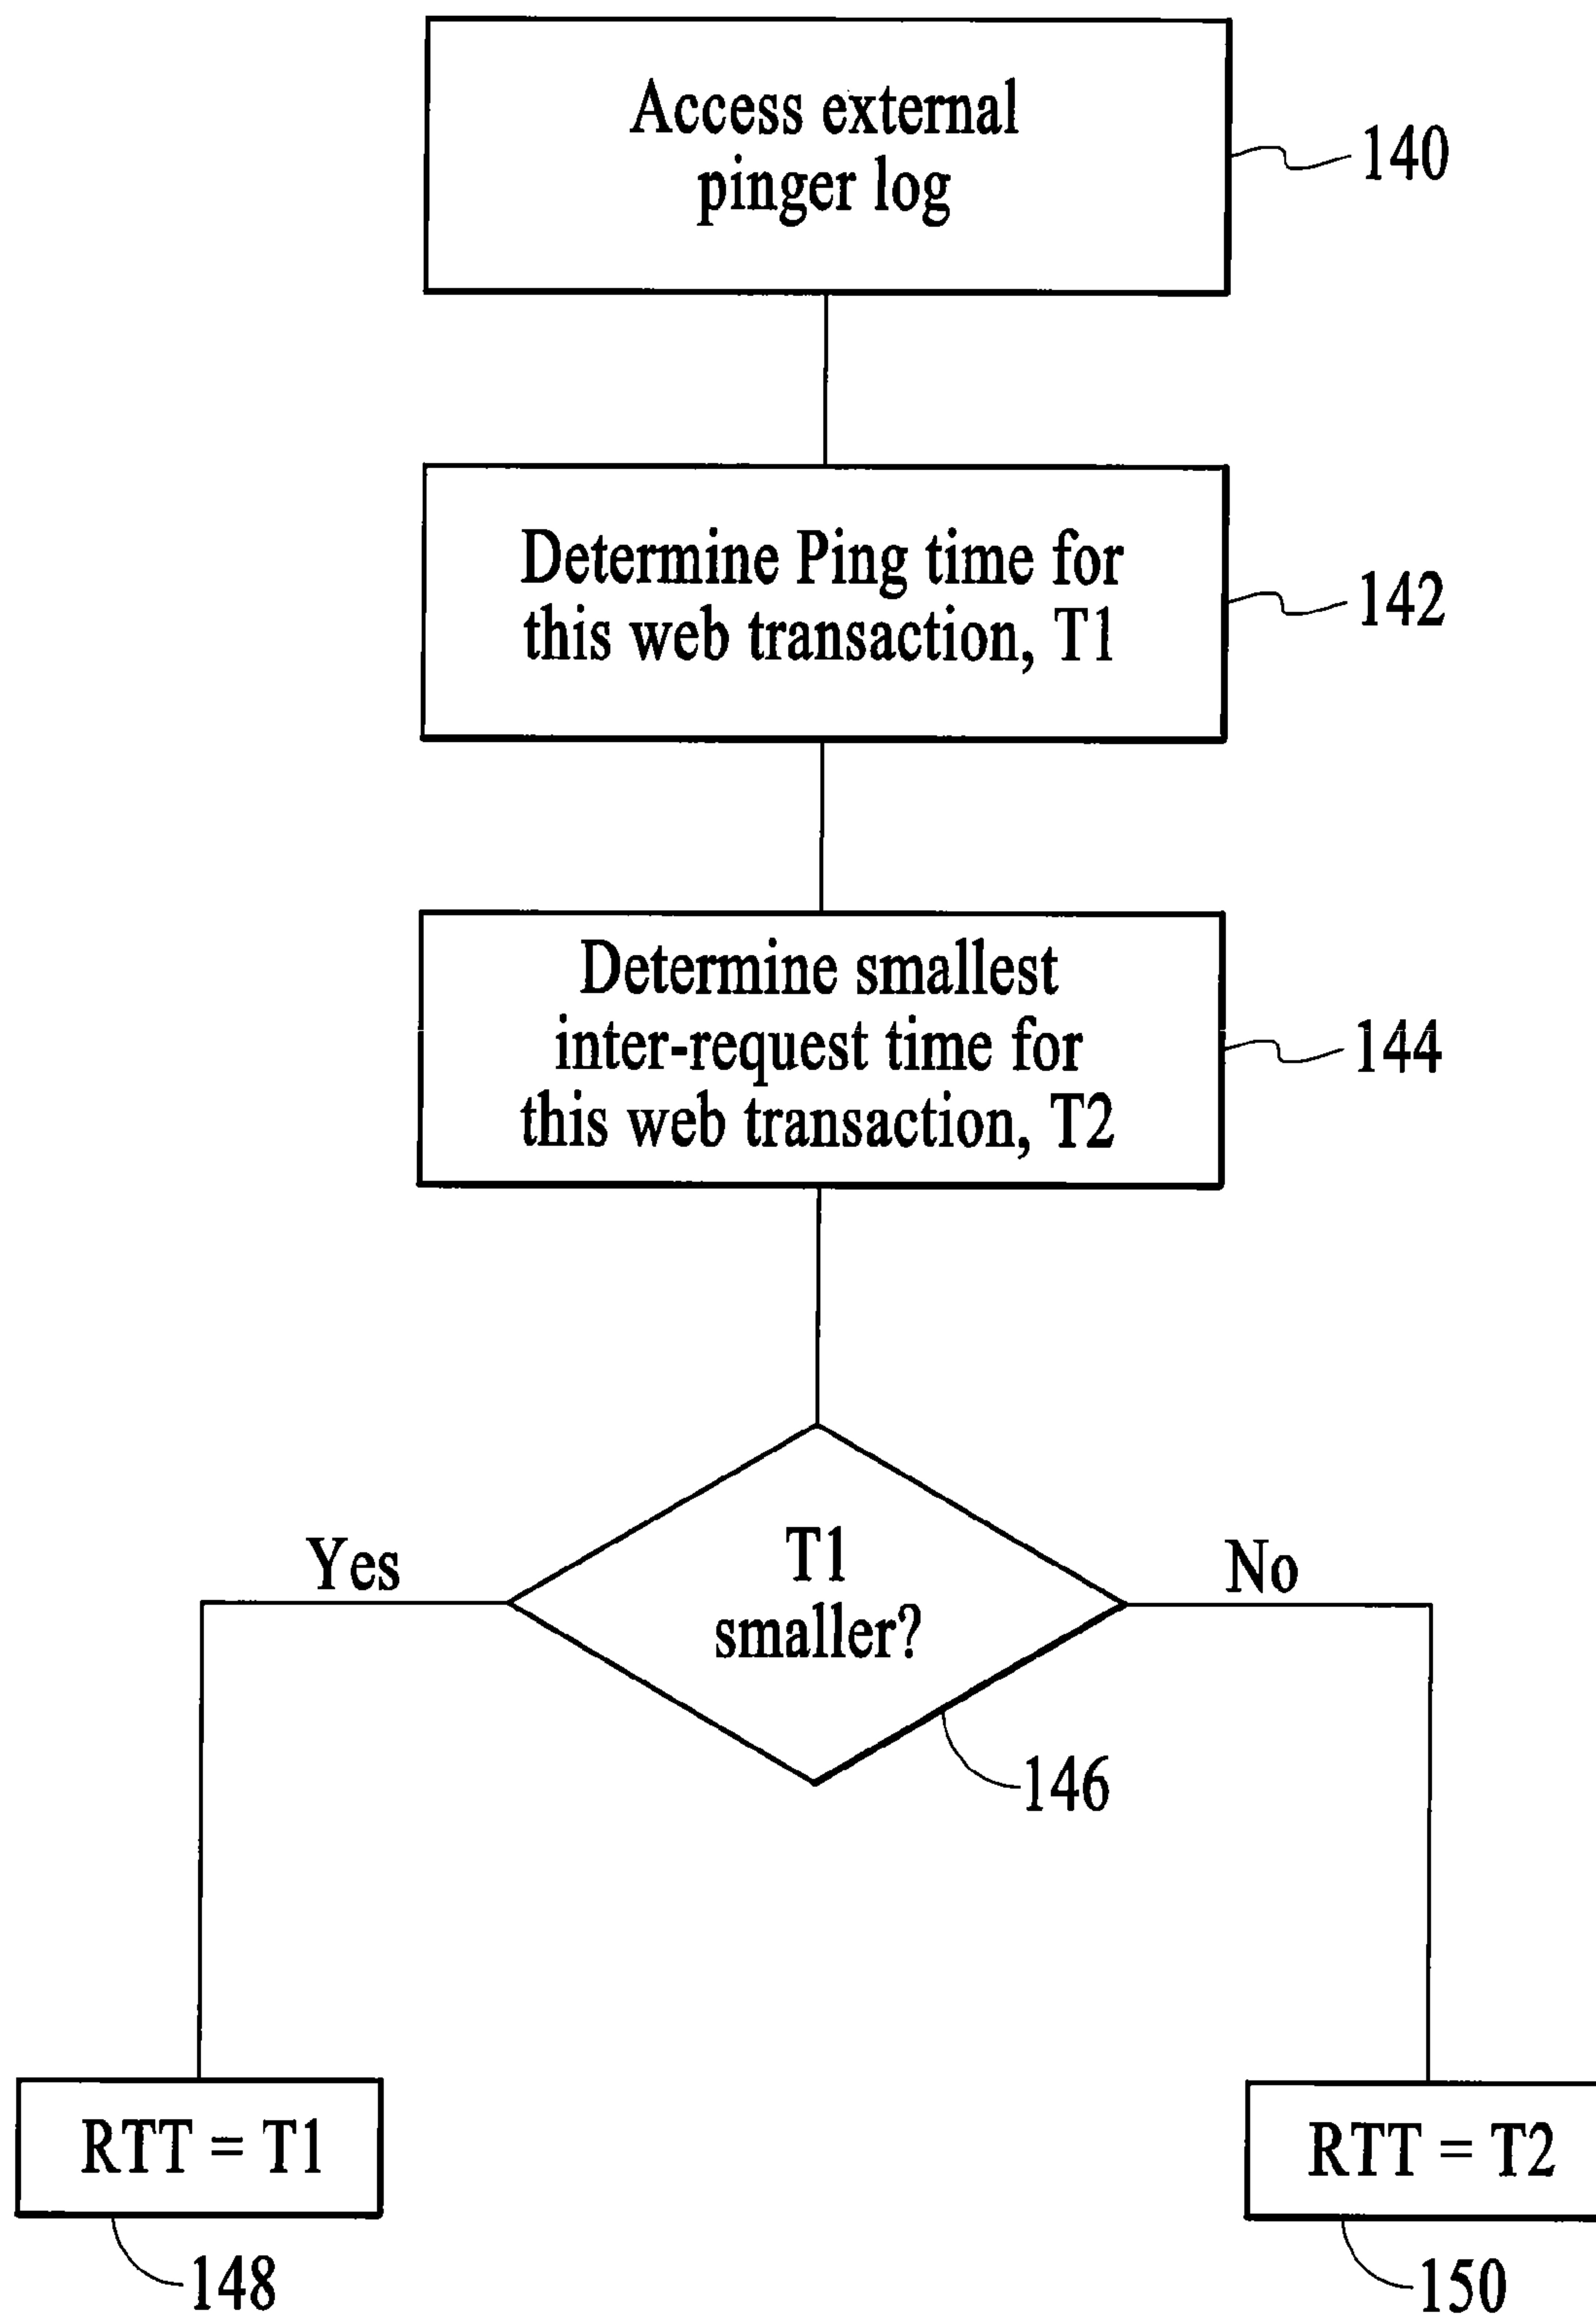 Access external
pinger log
140
Determine Ping time for
this web transaction, T1
142
Determine smallest
inter-request time for
this web transaction, T2
144
T1
smaller?
Yes
No
146
RTT = T1
RTT = T2
148
150